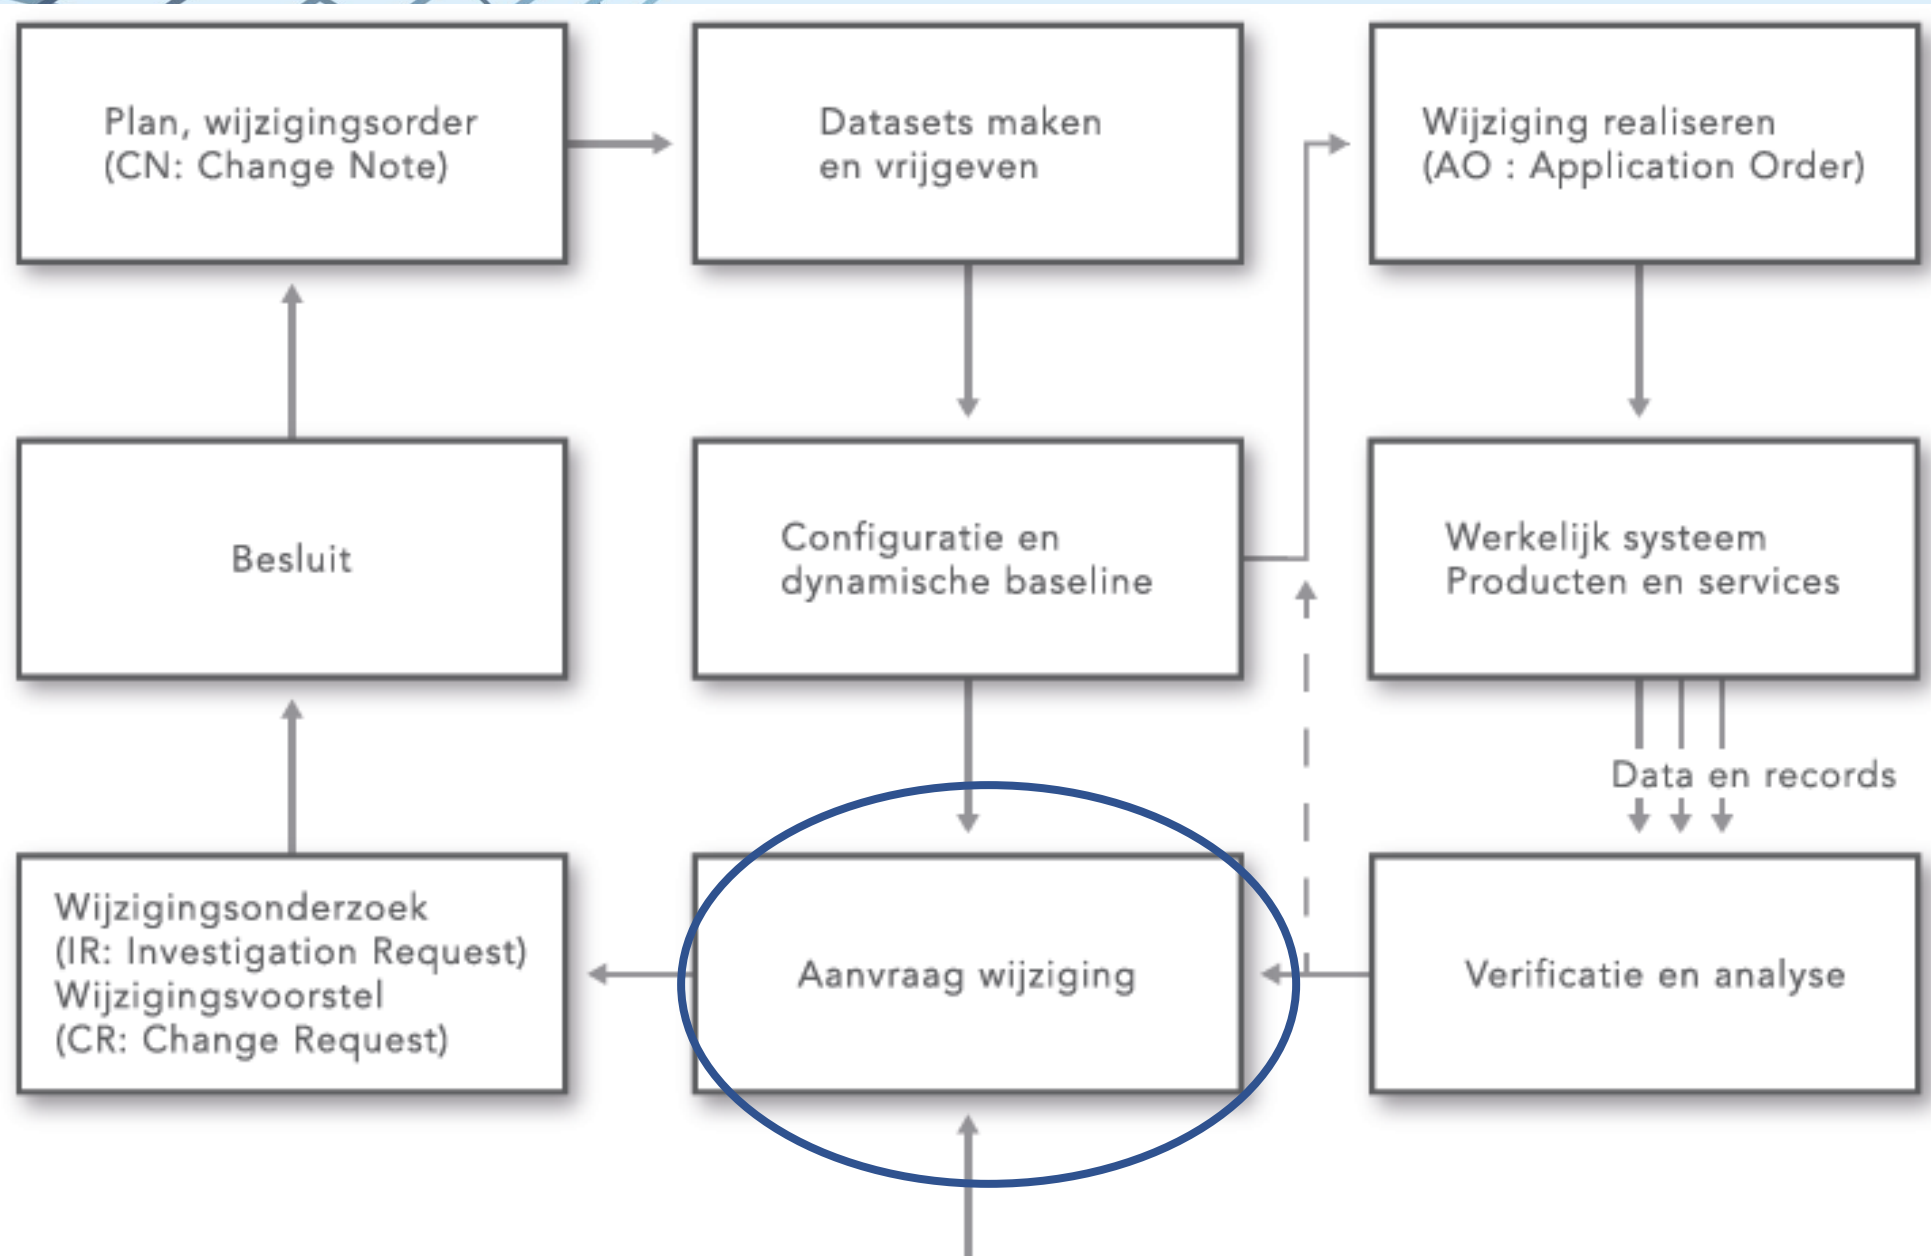 Plan, wijzigingsorder
(CN: Change Note)
Datasets maken
en vrijgeven
Wijziging realiseren
(AO : Application Order)
Besluit
Configuratie en
dynamische baseline
Werkelijk systeem
Producten en services
Data en records
Wijzigingsonderzoek
(IR: Investigation Request)
Wijzigingsvoorstel
(CR: Change Request)
Aanvraag wijziging
Verificatie en analyse